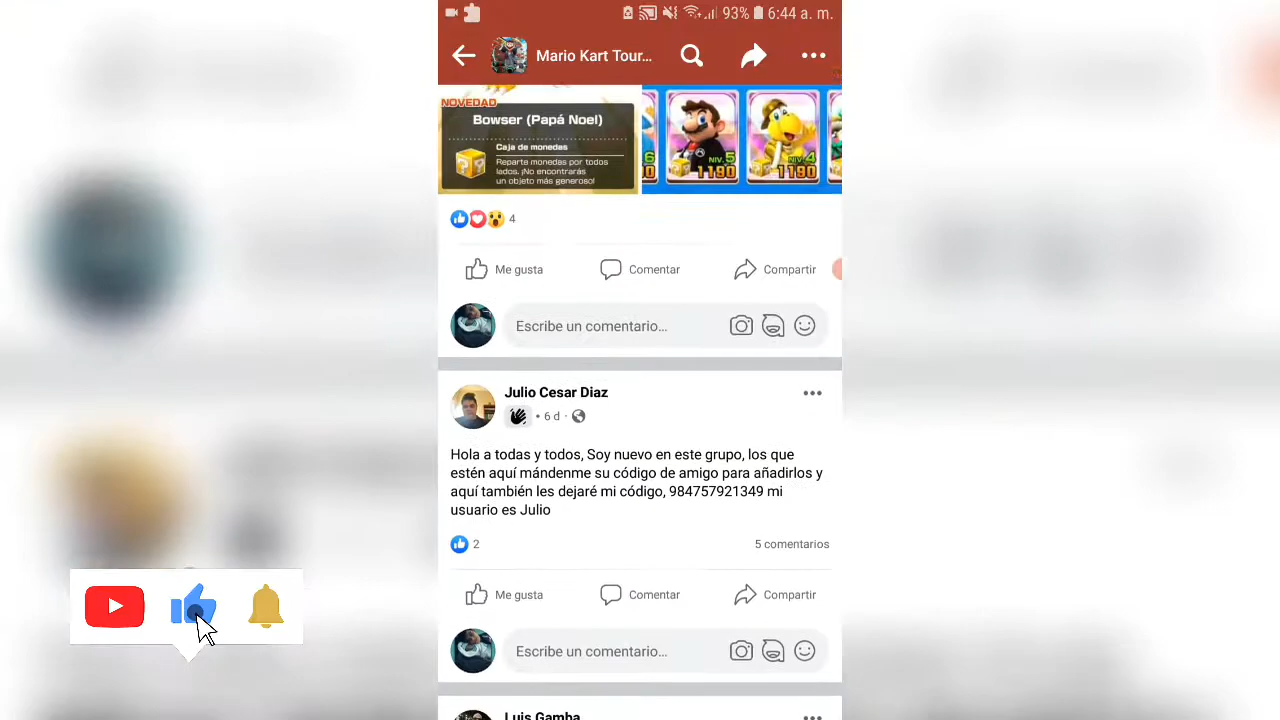 93% 6:44 a. m.
Mario Kart Tour...
NOVEDAD
Bowser (Papá Noel)
Caja de monedas
Reparte monedas por todos
lados. ¡No encontrarás
un objeto más generoso!
6
NIV.5
1190
NIV.4
1190
4
Me gusta
Comentar
Compartir
Escribe un comentario...
Julio Cesar Diaz
• 6 d ·
Hola a todas y todos, Soy nuevo en este grupo, los que
estén aquí mándenme su código de amigo para añadirlos y
aquí también les dejaré mi código, 984757921349 mi
usuario es Julio
2
5 comentarios
Me gusta
Comentar
Compartir
Escribe un comentario...
Luis Gamba